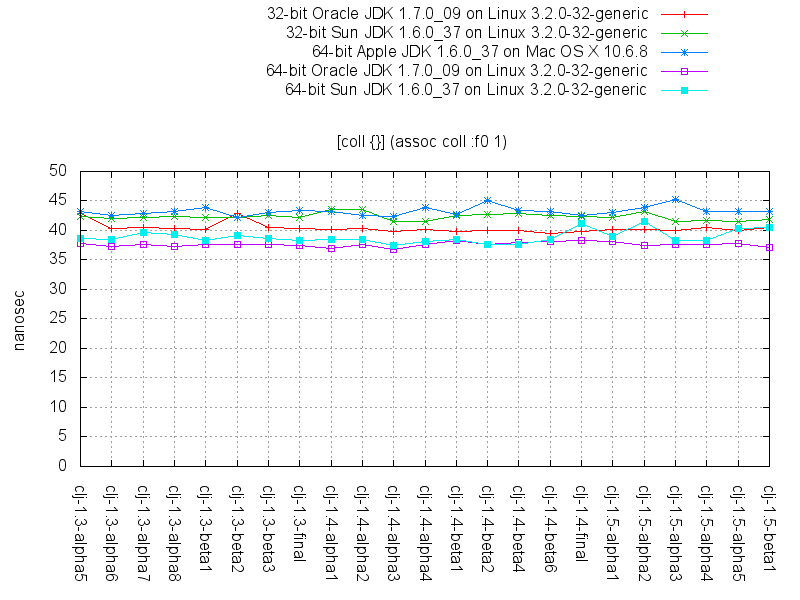 32-bit Oracle JDK 1.7.0_09 on Linux 3.2.0-32-generic
32-bit Sun JDK 1.6.0_37 on Linux 3.2.0-32-generic
64-bit Apple JDK 1.6.0_37 on Mac OS X 10.6.8
64-bit Oracle JDK 1.7.0_09 on Linux 3.2.0-32-generic
64-bit Sun JDK 1.6.0_37 on Linux 3.2.0-32-generic
[coll {}] (assoc coll :f0 1)
50
45
40
35
30
25
20
15
10
5
0
nanosec
clj-1.3-alpha5
clj-1.3-alpha6
clj-1.3-alpha7
clj-1.3-alpha8
clj-1.3-beta1
clj-1.3-beta2
clj-1.3-beta3
clj-1.3-final
clj-1.4-alpha1
clj-1.4-alpha2
clj-1.4-alpha3
clj-1.4-alpha4
clj-1.4-beta1
clj-1.4-beta2
clj-1.4-beta4
clj-1.4-beta6
clj-1.4-final
clj-1.5-alpha1
clj-1.5-alpha2
clj-1.5-alpha3
clj-1.5-alpha4
clj-1.5-alpha5
clj-1.5-beta1